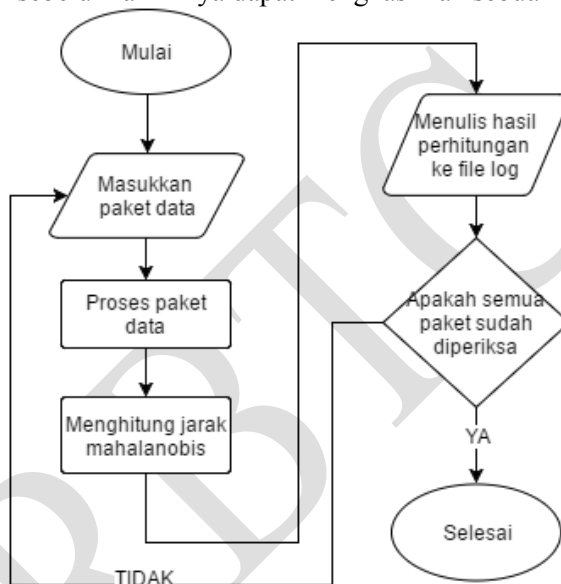 Mulai
Masukkan
paket data
Proses paket
data
Menghitung jarak
mahalanobis
Menulis hasil
perhitungan
ke file log
Apakah semua
paket sudah
diperiksa
YA
Selesai
TIDAK